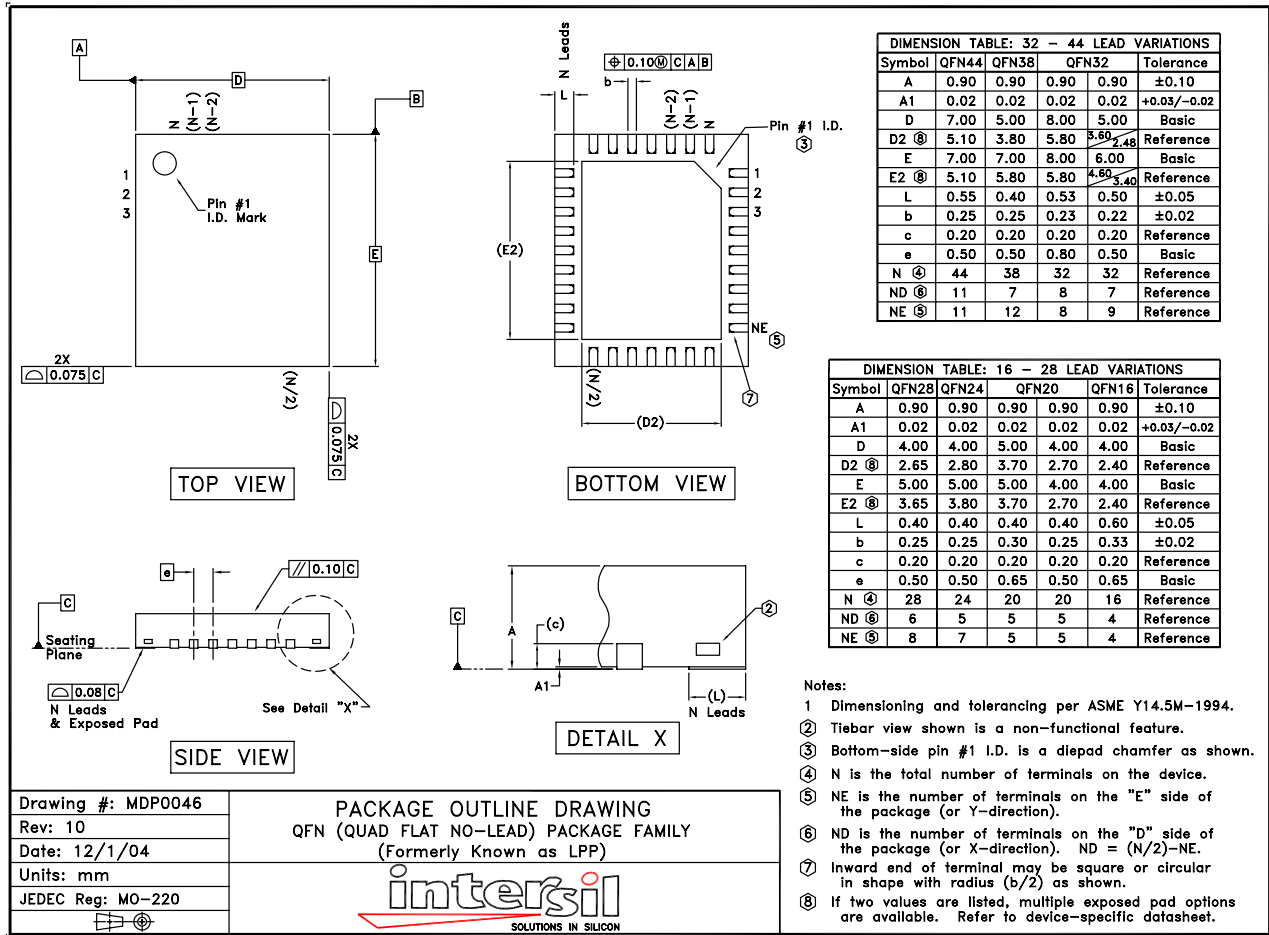 A
D
B
N
(N-1)
(N-2)
1
2
3
Pin #1
I.D. Mark
E
2X
0.075 C
(N/2)
0.075 C
2X
TOP VIEW
N Leads
L
b
0.10Ⓜ C A B
(N-2)
(N-1)
N
Pin #1 I.D.
3
1
2
3
(E2)
NE
5
(N/2)
7
(D2)
BOTTOM VIEW
e
// 0.10 C
C
Seating
Plane
0.08 C
N Leads
& Exposed Pad
See Detail "X"
SIDE VIEW
C
A
(c)
2
A1
(L)
N Leads
DETAIL X
DIMENSION TABLE: 32 - 44 LEAD VARIATIONS
Symbol QFN44 QFN38 QFN32 Tolerance
A 0.90 0.90 0.90 0.90 ±0.10
A1 0.02 0.02 0.02 0.02 +0.03/-0.02
D 7.00 5.00 8.00 5.00 Basic
D2 ⑧ 5.10 3.80 5.80 3.60/2.48 Reference
E 7.00 7.00 8.00 6.00 Basic
E2 ⑧ 5.10 5.80 5.80 4.60/3.40 Reference
L 0.55 0.40 0.53 0.50 ±0.05
b 0.25 0.25 0.23 0.22 ±0.02
c 0.20 0.20 0.20 0.20 Reference
e 0.50 0.50 0.80 0.50 Basic
N ④ 44 38 32 32 Reference
ND ⑥ 11 7 8 7 Reference
NE ⑤ 11 12 8 9 Reference
DIMENSION TABLE: 16 - 28 LEAD VARIATIONS
Symbol QFN28 QFN24 QFN20 QFN16 Tolerance
A 0.90 0.90 0.90 0.90 0.90 ±0.10
A1 0.02 0.02 0.02 0.02 0.02 +0.03/-0.02
D 4.00 4.00 5.00 4.00 4.00 Basic
D2 ⑧ 2.65 2.80 3.70 2.70 2.40 Reference
E 5.00 5.00 5.00 4.00 4.00 Basic
E2 ⑧ 3.65 3.80 3.70 2.70 2.40 Reference
L 0.40 0.40 0.40 0.40 0.60 ±0.05
b 0.25 0.25 0.30 0.25 0.33 ±0.02
c 0.20 0.20 0.20 0.20 0.20 Reference
e 0.50 0.50 0.65 0.50 0.65 Basic
N ④ 28 24 20 20 16 Reference
ND ⑥ 6 5 5 5 4 Reference
NE ⑤ 8 7 5 5 4 Reference
Notes:
1 Dimensioning and tolerancing per ASME Y14.5M-1994.
② Tiebar view shown is a non-functional feature.
③ Bottom-side pin #1 I.D. is a diepad chamfer as shown.
④ N is the total number of terminals on the device.
⑤ NE is the number of terminals on the "E" side of
the package (or Y-direction).
⑥ ND is the number of terminals on the "D" side of
the package (or X-direction). ND = (N/2)-NE.
⑦ Inward end of terminal may be square or circular
in shape with radius (b/2) as shown.
⑧ If two values are listed, multiple exposed pad options
are available. Refer to device-specific datasheet.
Drawing #: MDP0046
Rev: 10
Date: 12/1/04
Units: mm
JEDEC Reg: MO-220
PACKAGE OUTLINE DRAWING
QFN (QUAD FLAT NO-LEAD) PACKAGE FAMILY
(Formerly Known as LPP)
intersil
SOLUTIONS IN SILICON